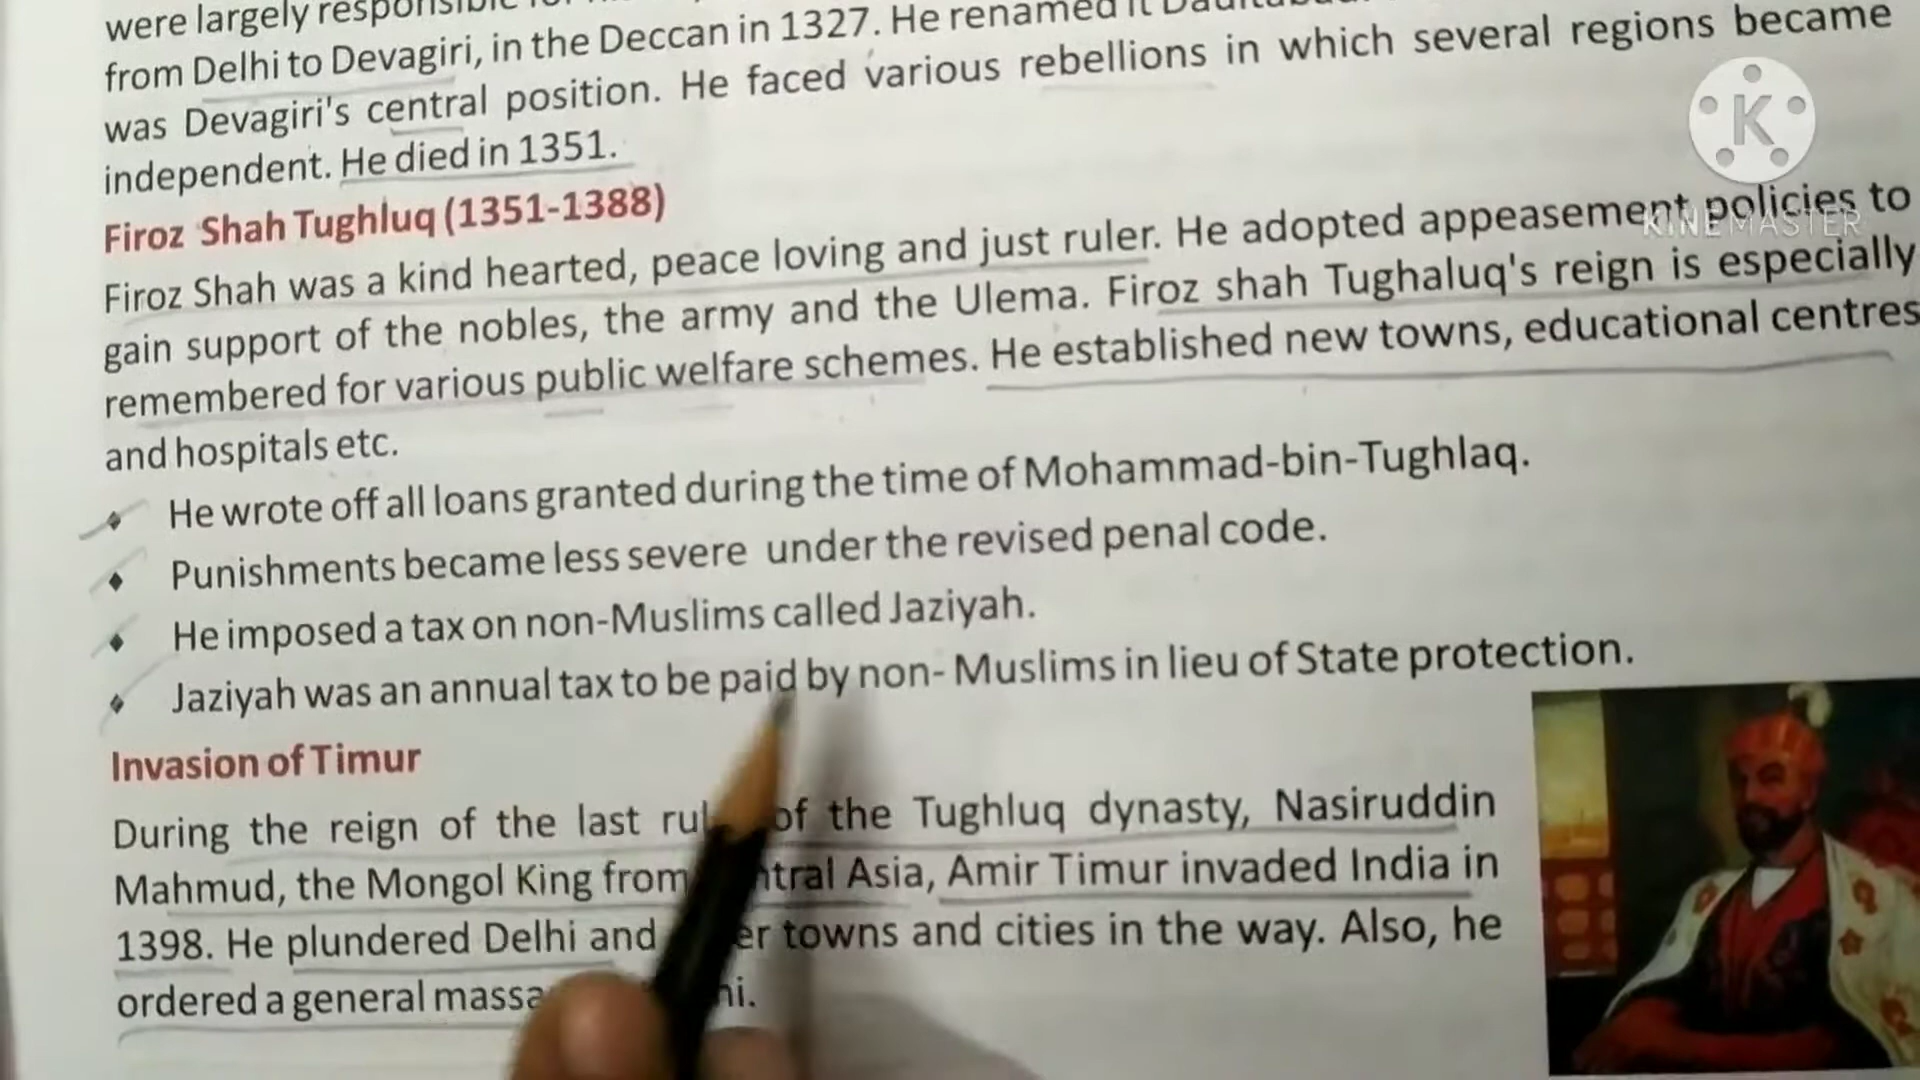 were largely responsible
from Delhi to Devagiri, in the Deccan in 1327. He renamed it
was Devagiri's central position. He faced various rebellions in which several regions became
independent. He died in 1351.
Firoz Shah Tughluq (1351-1388)
Firoz Shah was a kind hearted, peace loving and just ruler. He adopted appeasement policies to
gain support of the nobles, the army and the Ulema. Firoz shah Tughaluq's reign is especially
remembered for various public welfare schemes. He established new towns, educational centres
and hospitals etc.
He wrote off all loans granted during the time of Mohammad-bin-Tughlaq.
Punishments became less severe under the revised penal code.
He imposed a tax on non-Muslims called Jaziyah.
Jaziyah was an annual tax to be paid by non- Muslims in lieu of State protection.
Invasion of Timur
During the reign of the last of the Tughluq dynasty, Nasiruddin
Mahmud, the Mongol King from Asia, Amir Timur invaded India in
1398. He plundered Delhi and towns and cities in the way. Also, he
ordered a general
K
KINEMASTER